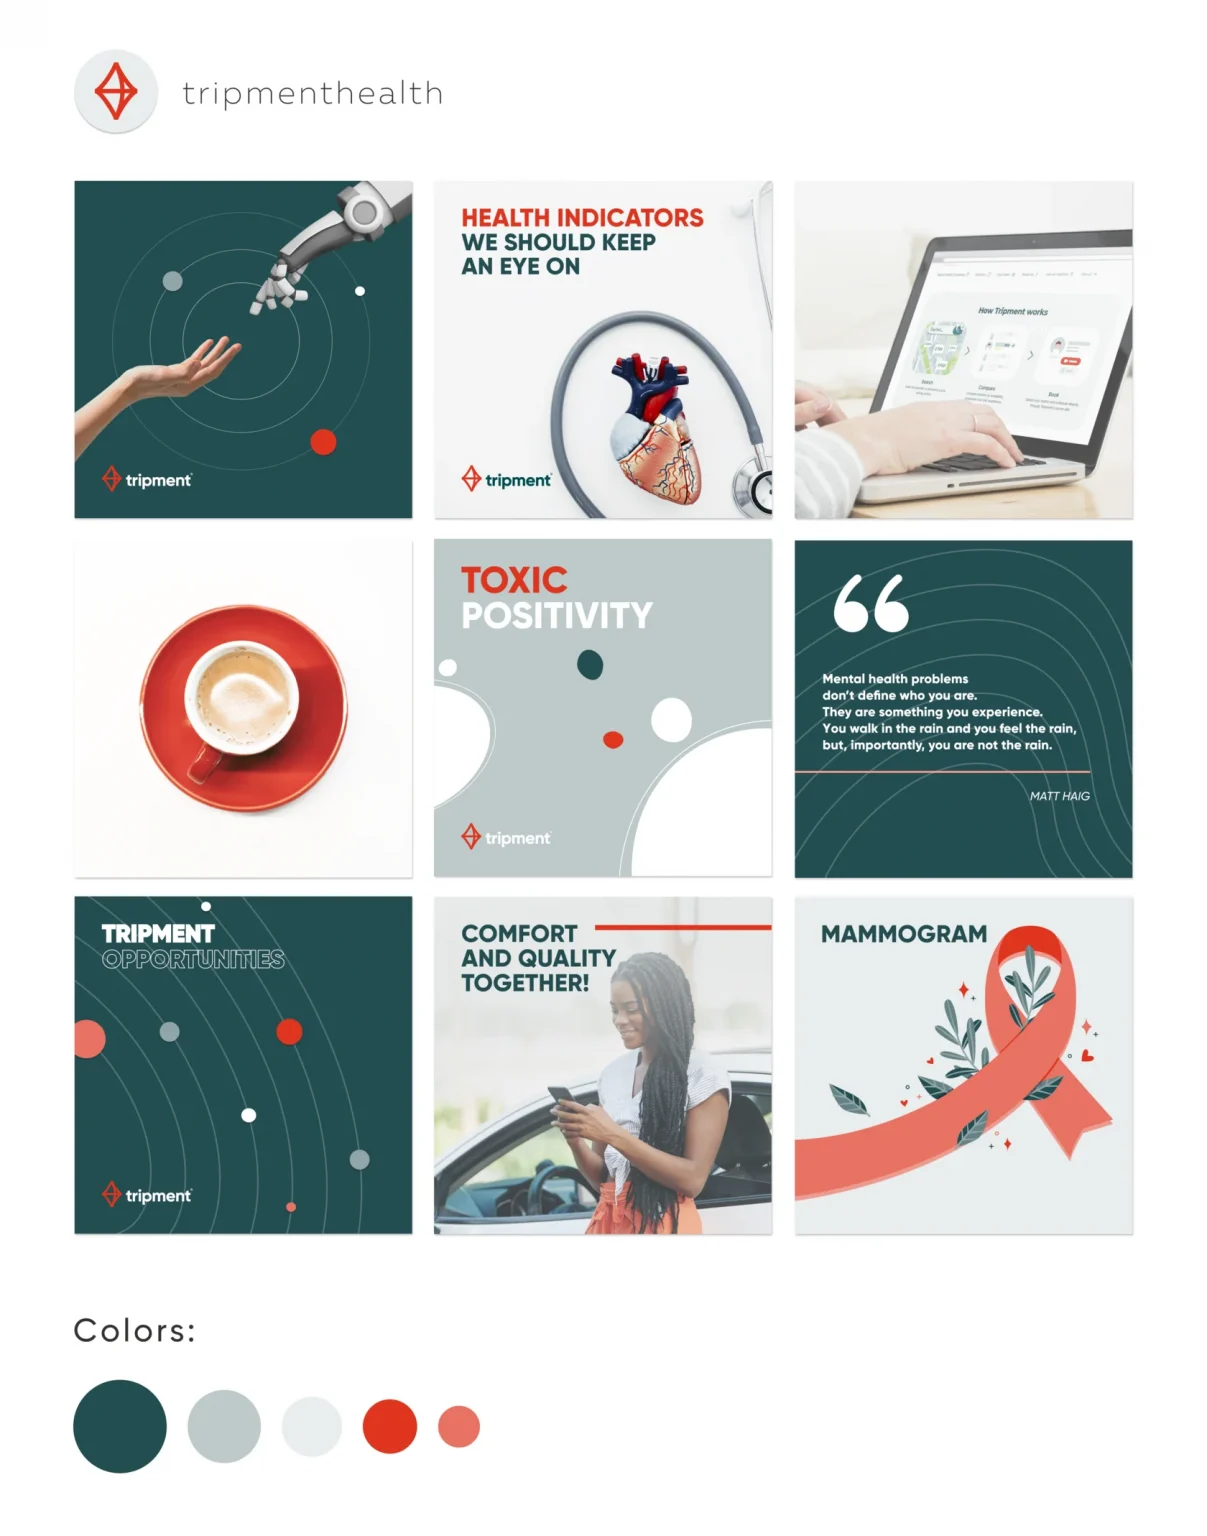 tripmenthealth
tripment
HEALTH INDICATORS
WE SHOULD KEEP
AN EYE ON
tripment
How Tripment works
Search
Compare
Book
TOXIC
POSITIVITY
tripment
“
Mental health problems
don’t define who you are.
They are something you experience.
You walk in the rain and you feel the rain,
but, importantly, you are not the rain.
MATT HAIG
TRIPMENT
OPPORTUNITIES
tripment
COMFORT
AND QUALITY
TOGETHER!
MAMMOGRAM
Colors: